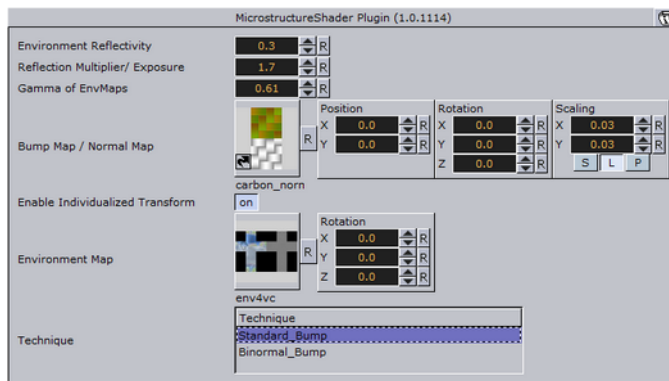 MicrostructureShader Plugin (1.0.1114)
Environment Reflectivity 0.3 R
Reflection Multiplier/ Exposure 1.7 R
Gamma of EnvMaps 0.61 R
Position Rotation Scaling
X 0.0 R X 0.0 R X 0.03 R
Bump Map / Normal Map R Y 0.0 R Y 0.0 R Y 0.03 R
Z 0.0 R S L P
carbon_norn
Enable Individualized Transform on
Rotation
X 0.0 R
Environment Map R Y 0.0 R
Z 0.0 R
env4vc
Technique
Standard_Bump
Technique
Binormal_Bump